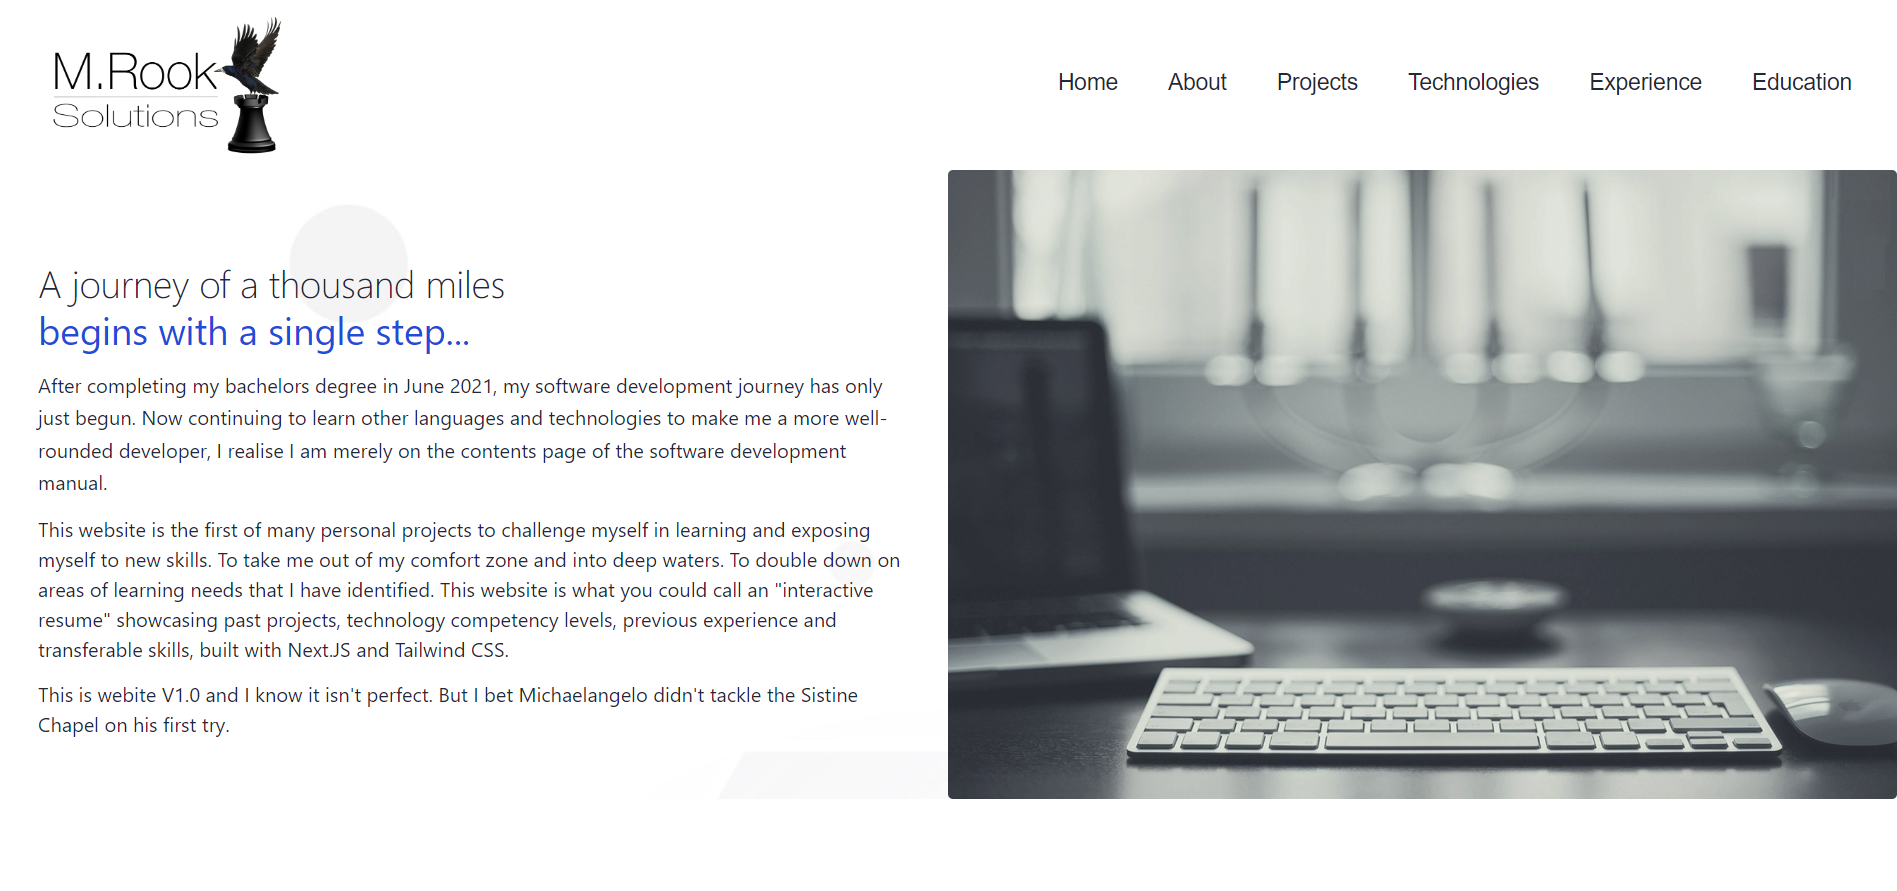 M.Rook
Solutions
Home About Projects Technologies Experience Education
A journey of a thousand miles
begins with a single step...
After completing my bachelors degree in June 2021, my software development journey has only
just begun. Now continuing to learn other languages and technologies to make me a more well-
rounded developer, I realise I am merely on the contents page of the software development
manual.
This website is the first of many personal projects to challenge myself in learning and exposing
myself to new skills. To take me out of my comfort zone and into deep waters. To double down on
areas of learning needs that I have identified. This website is what you could call an "interactive
resume" showcasing past projects, technology competency levels, previous experience and
transferable skills, built with Next.JS and Tailwind CSS.
This is webite V1.0 and I know it isn't perfect. But I bet Michaelangelo didn't tackle the Sistine
Chapel on his first try.